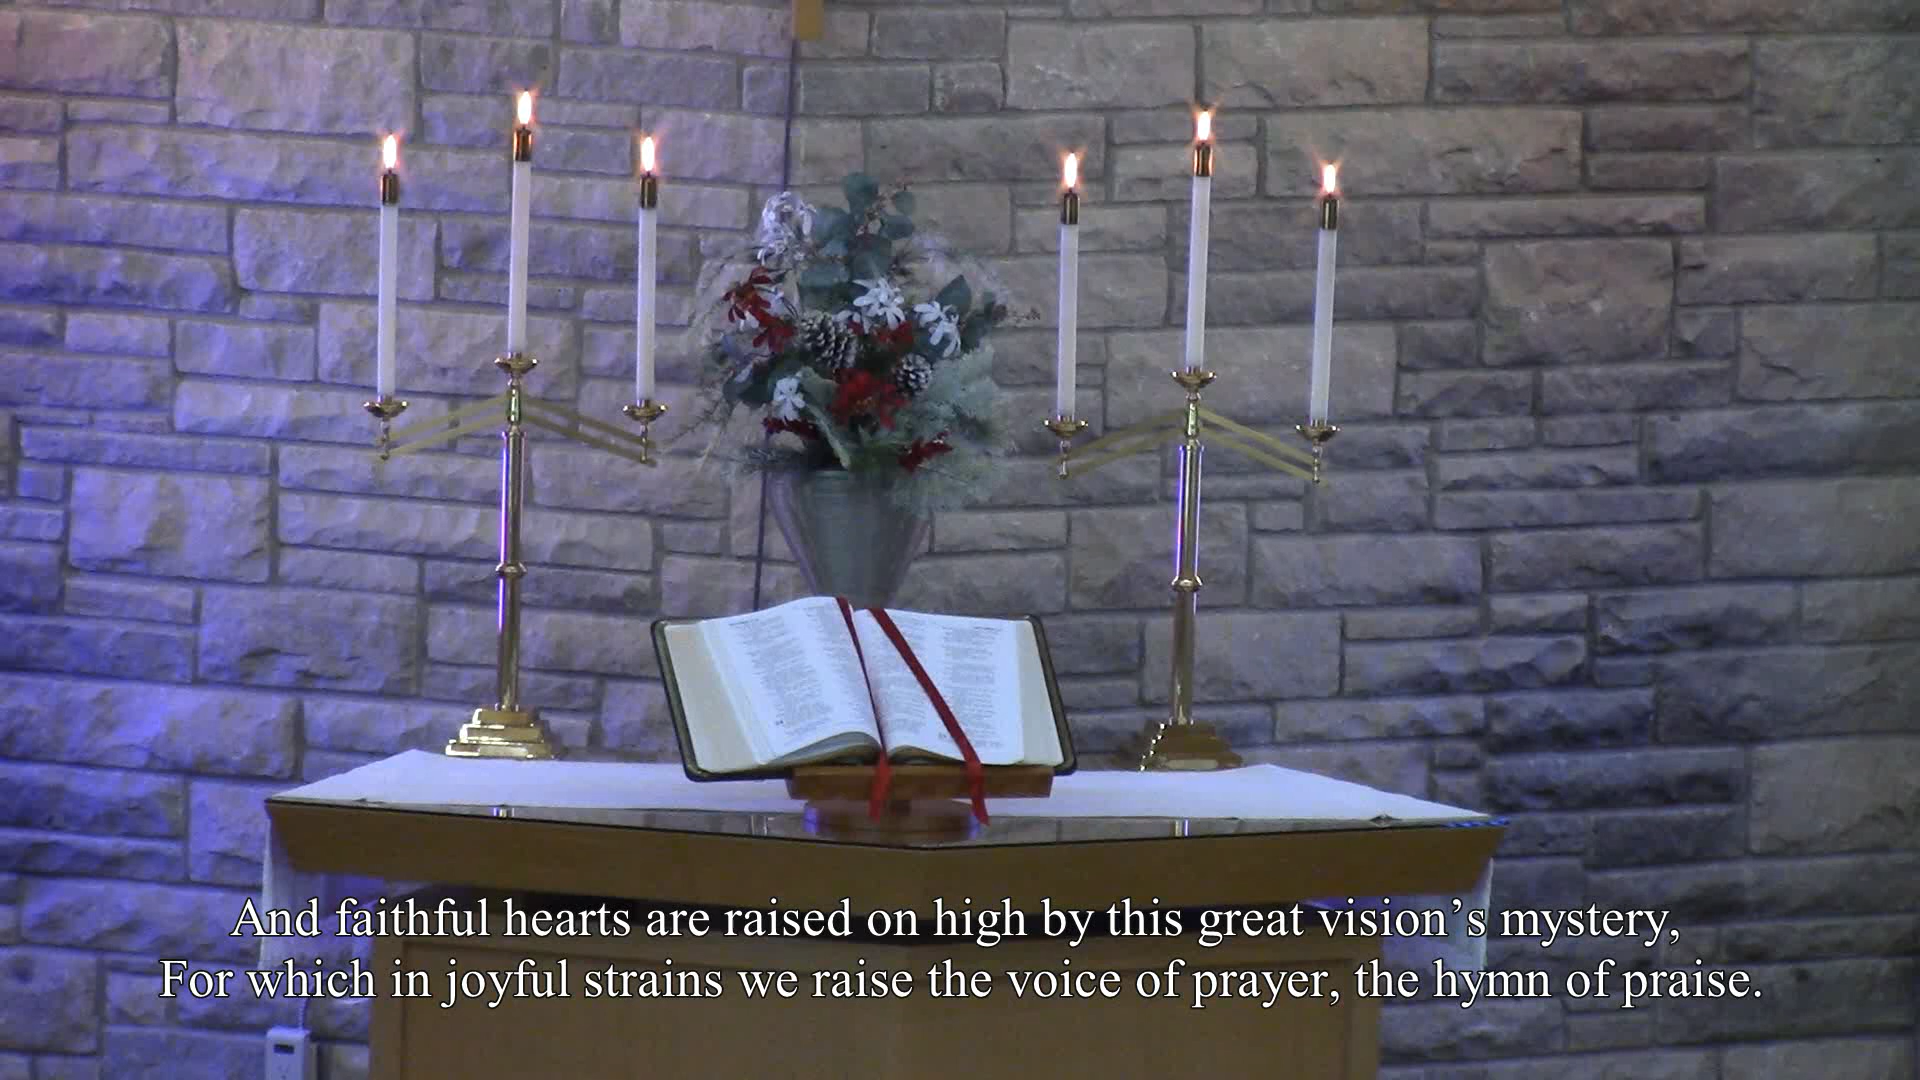 And faithful hearts are raised on high by this great vision’s mystery,
For which in joyful strains we raise the voice of prayer, the hymn of praise.